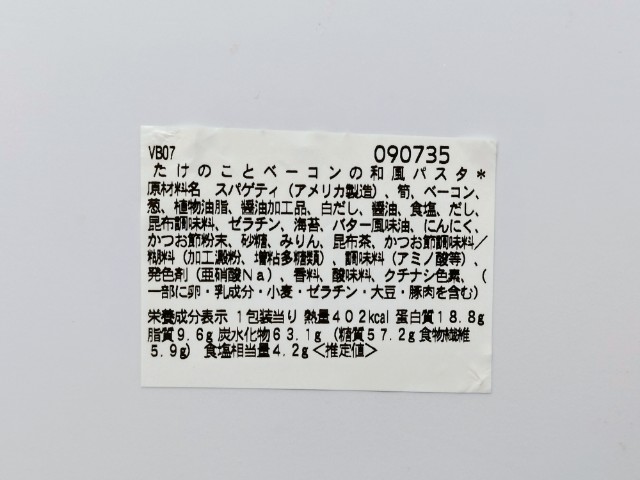 VB07 090735
たけのことベーコンの和風パスタ*
原材料名 スパゲティ(アメリカ製造)、筍、ベーコン、
葱、植物油脂、醤油加工品、白だし、醤油、食塩、だし、
昆布調味料、ゼラチン、海苔、バター風味油、にんにく、
かつお節粉末、砂糖、みりん、昆布茶、かつお節調味料/
粘稠料(加工澱粉、増粘多糖類)、調味料(アミノ酸等)、
発色剤(亜硝酸Na)、香料、酸味料、クチナシ色素、(
一部に卵・乳成分・小麦・ゼラチン・大豆・豚肉を含む)
栄養成分表示 1包装当り 熱量402kcal 蛋白質18.8g
脂質9.6g 炭水化物63.1g (糖質57.2g 食物繊維
5.9g) 食塩相当量4.2g<推定値>